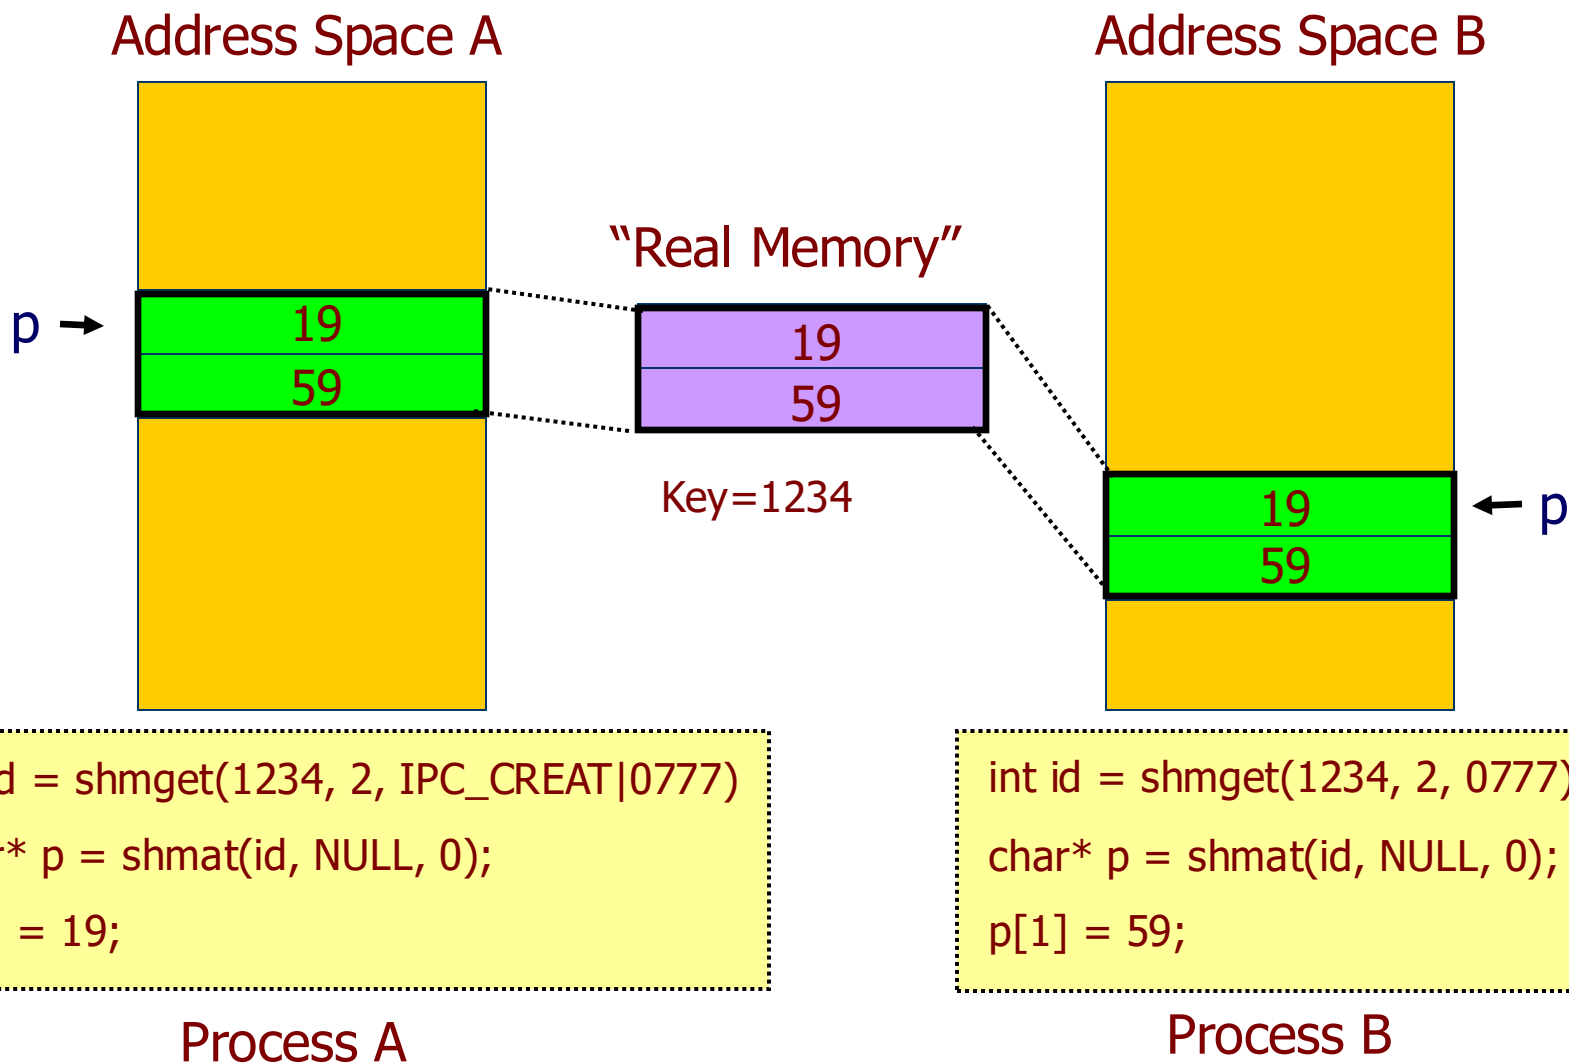 Address Space A
Address Space B
“Real Memory”
p
19
59
19
59
Key=1234
19
59
p
d = shmget(1234, 2, IPC_CREAT|0777)
* p = shmat(id, NULL, 0);
= 19;
int id = shmget(1234, 2, 0777)
char* p = shmat(id, NULL, 0);
p[1] = 59;
Process A
Process B